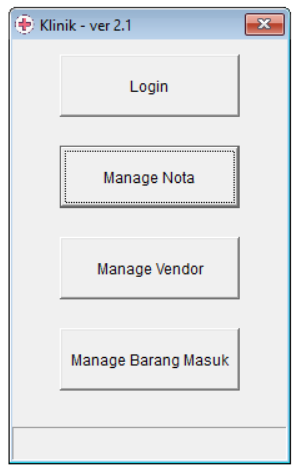 Klinik - ver 2.1
Login
Manage Nota
Manage Vendor
Manage Barang Masuk